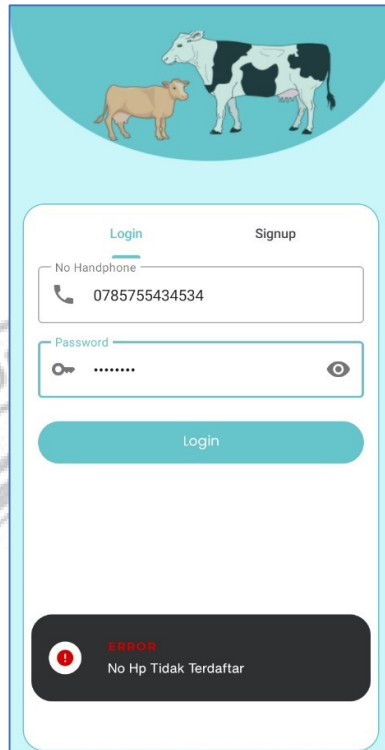 Login Signup
No Handphone
0785755434534
Password
••••••••
Login
ERROR
No Hp Tidak Terdaftar